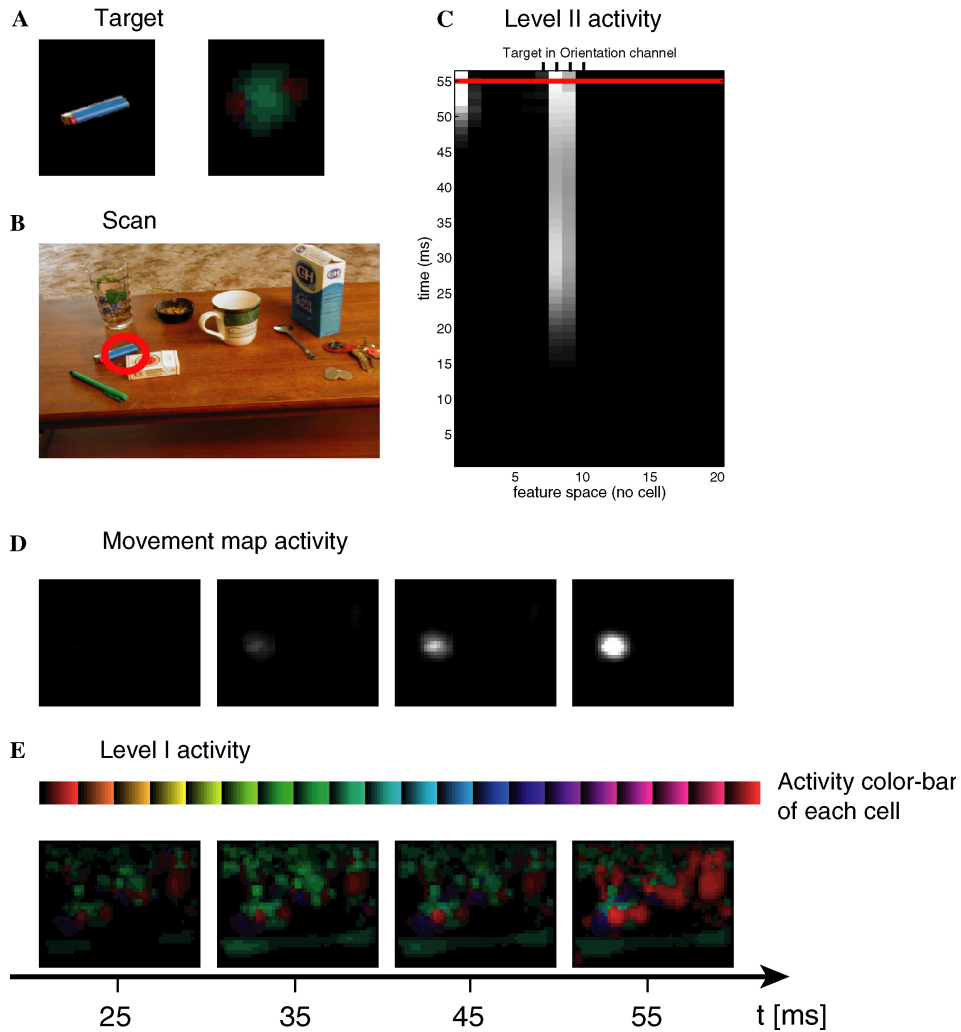 A Target
B Scan
C Level II activity
Target in Orientation channel
55
50
45
40
35
30
25
20
15
10
5
time (ms)
5 10 15 20
feature space (no cell)
D Movement map activity
E Level I activity
Activity color-bar
of each cell
25 35 45 55 t [ms]